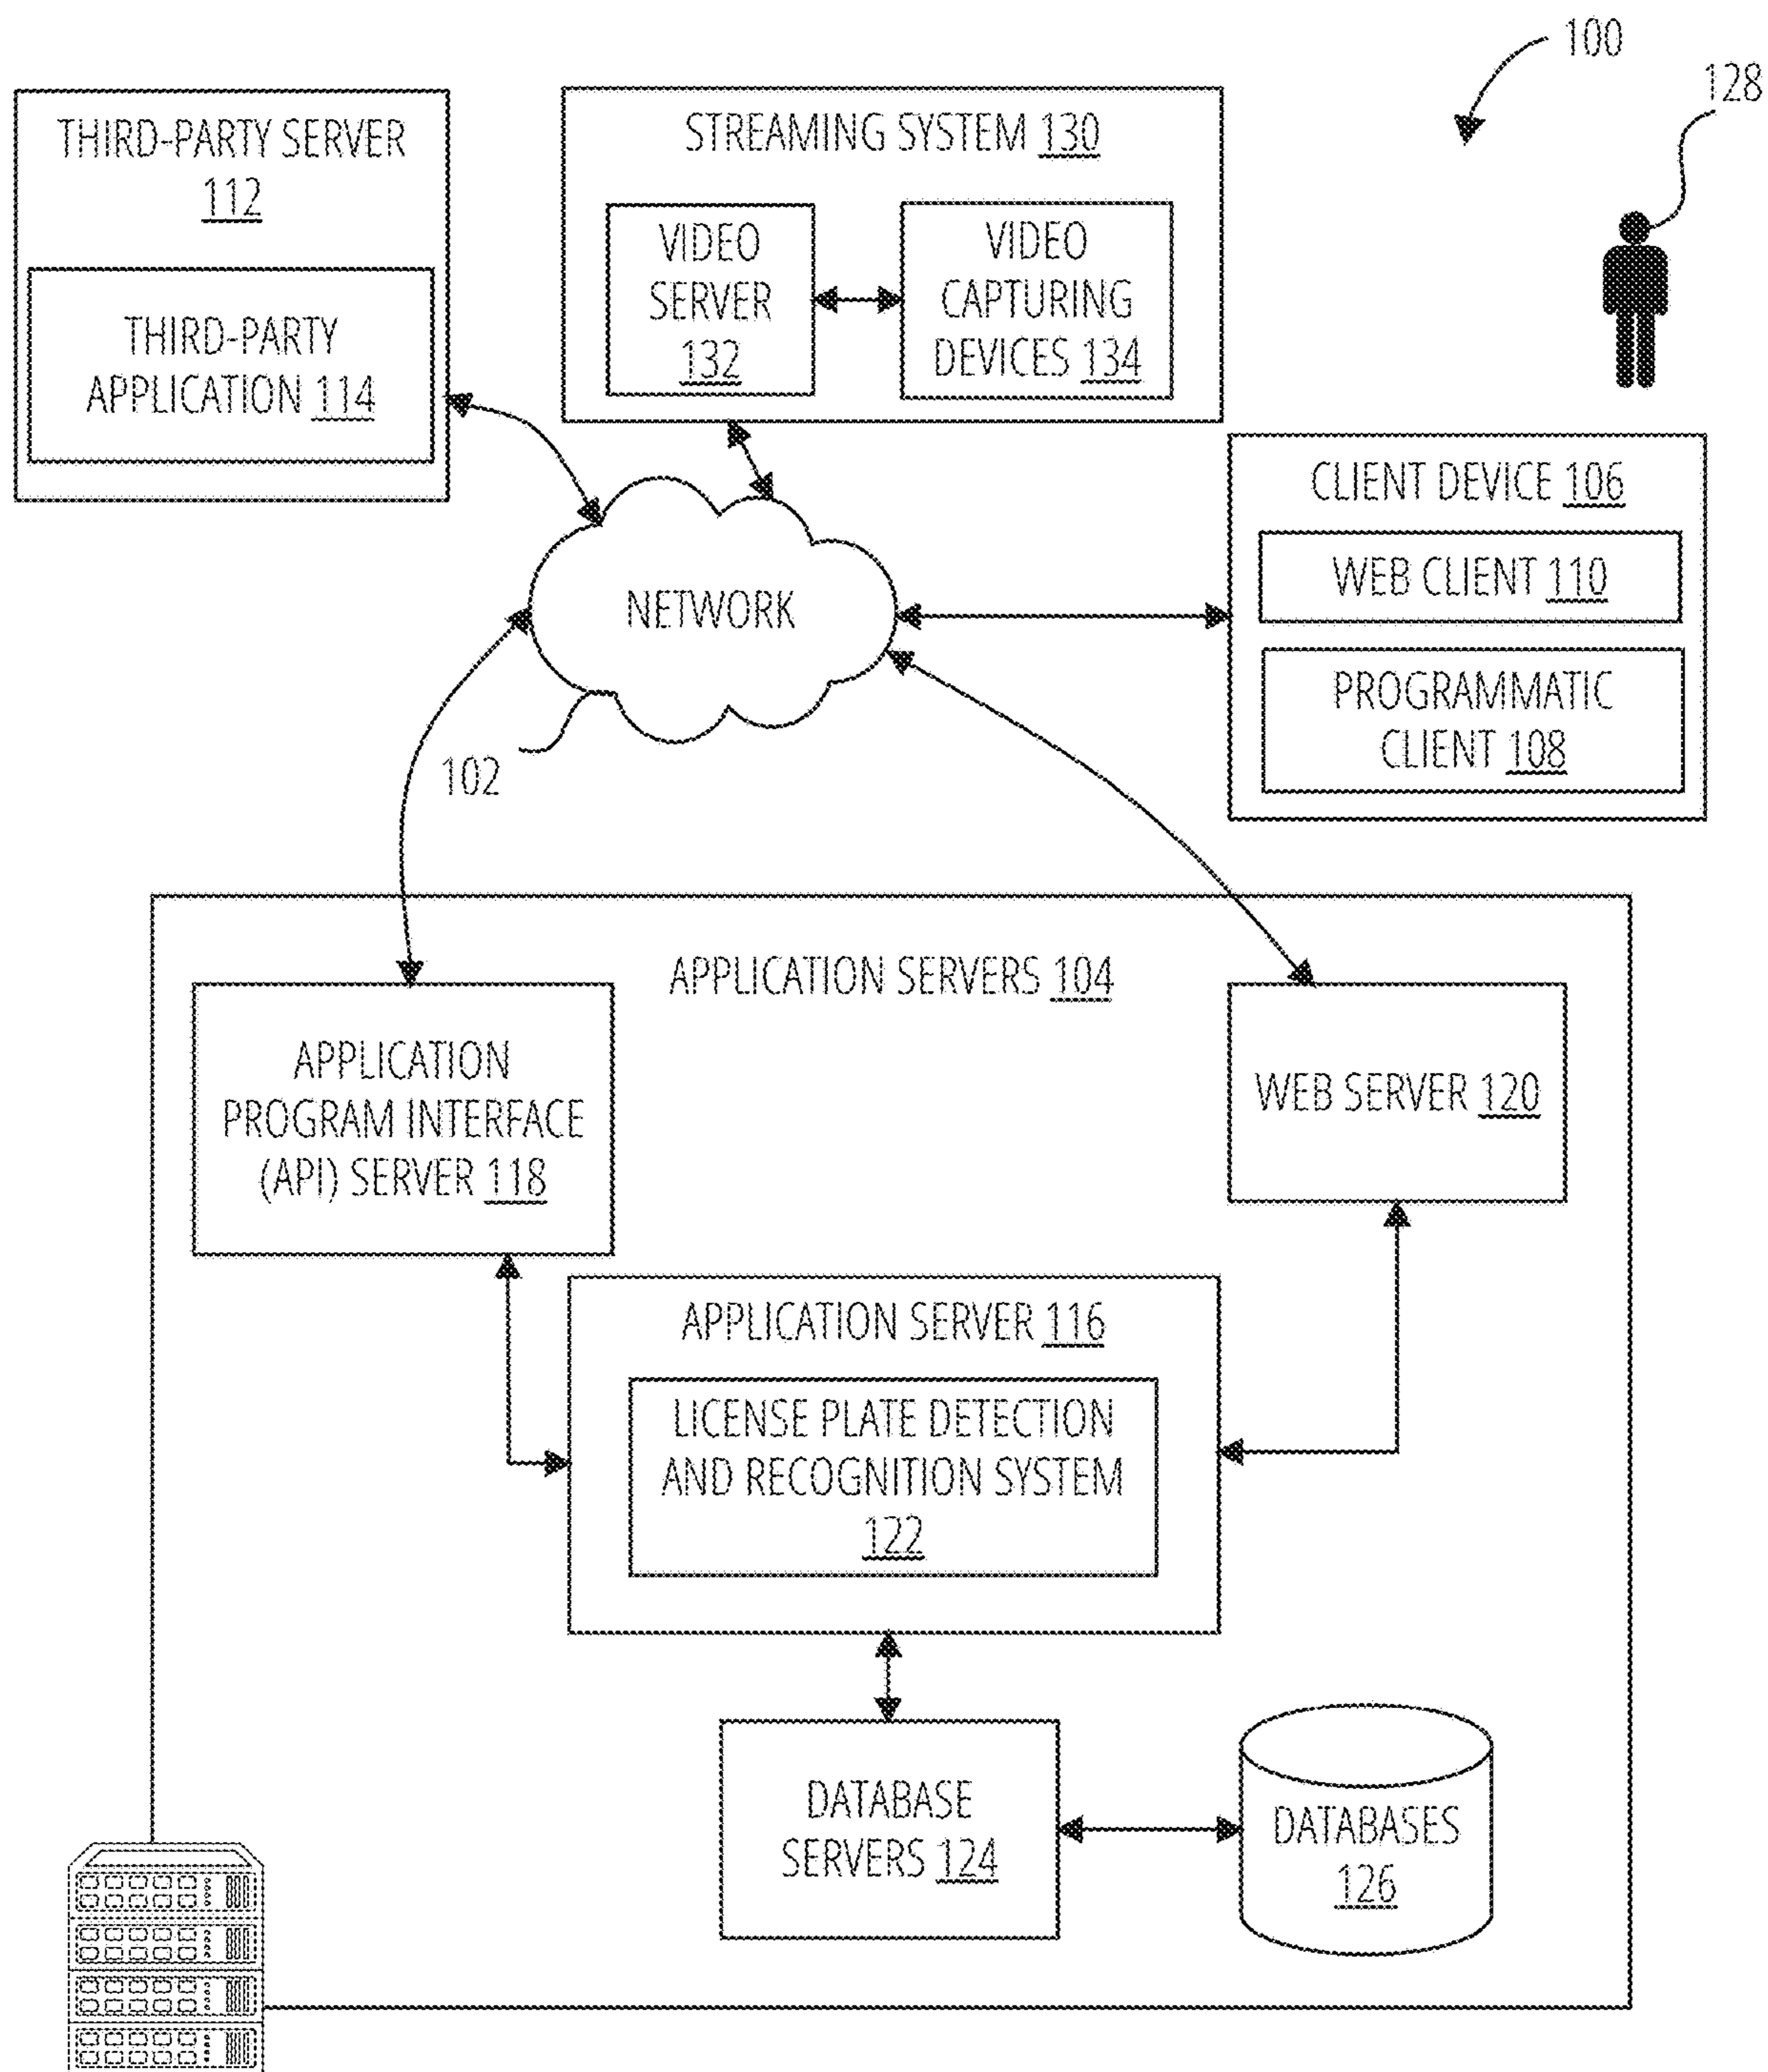 100
128
THIRD-PARTY SERVER
112
THIRD-PARTY
APPLICATION 114
STREAMING SYSTEM 130
VIDEO
SERVER
132
VIDEO
CAPTURING
DEVICES 134
CLIENT DEVICE 106
WEB CLIENT 110
PROGRAMMATIC
CLIENT 108
NETWORK
102
APPLICATION SERVERS 104
APPLICATION
PROGRAM INTERFACE
(API) SERVER 118
WEB SERVER 120
APPLICATION SERVER 116
LICENSE PLATE DETECTION
AND RECOGNITION SYSTEM
122
DATABASE
SERVERS 124
DATABASES
126